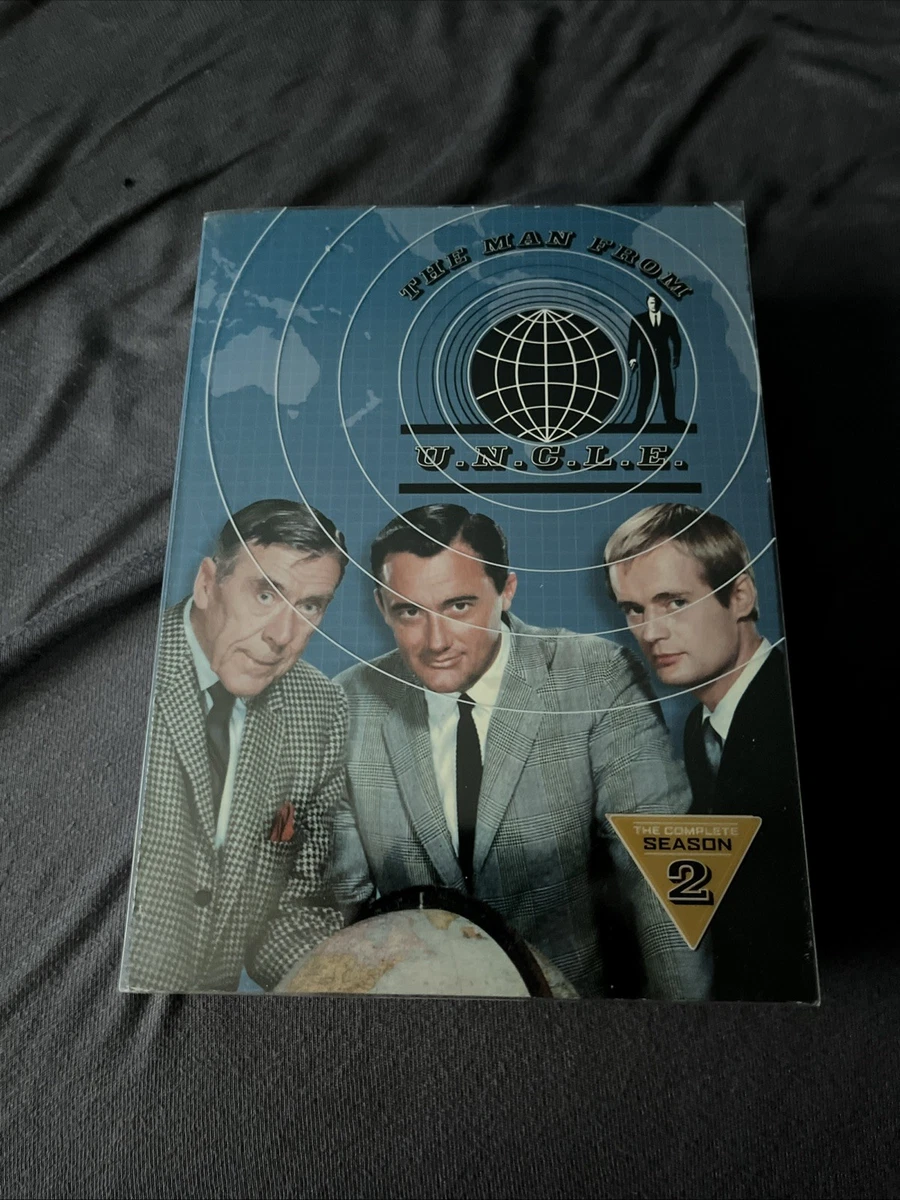 THE MAN FROM
U.N.C.L.E.
THE COMPLETE
SEASON
2